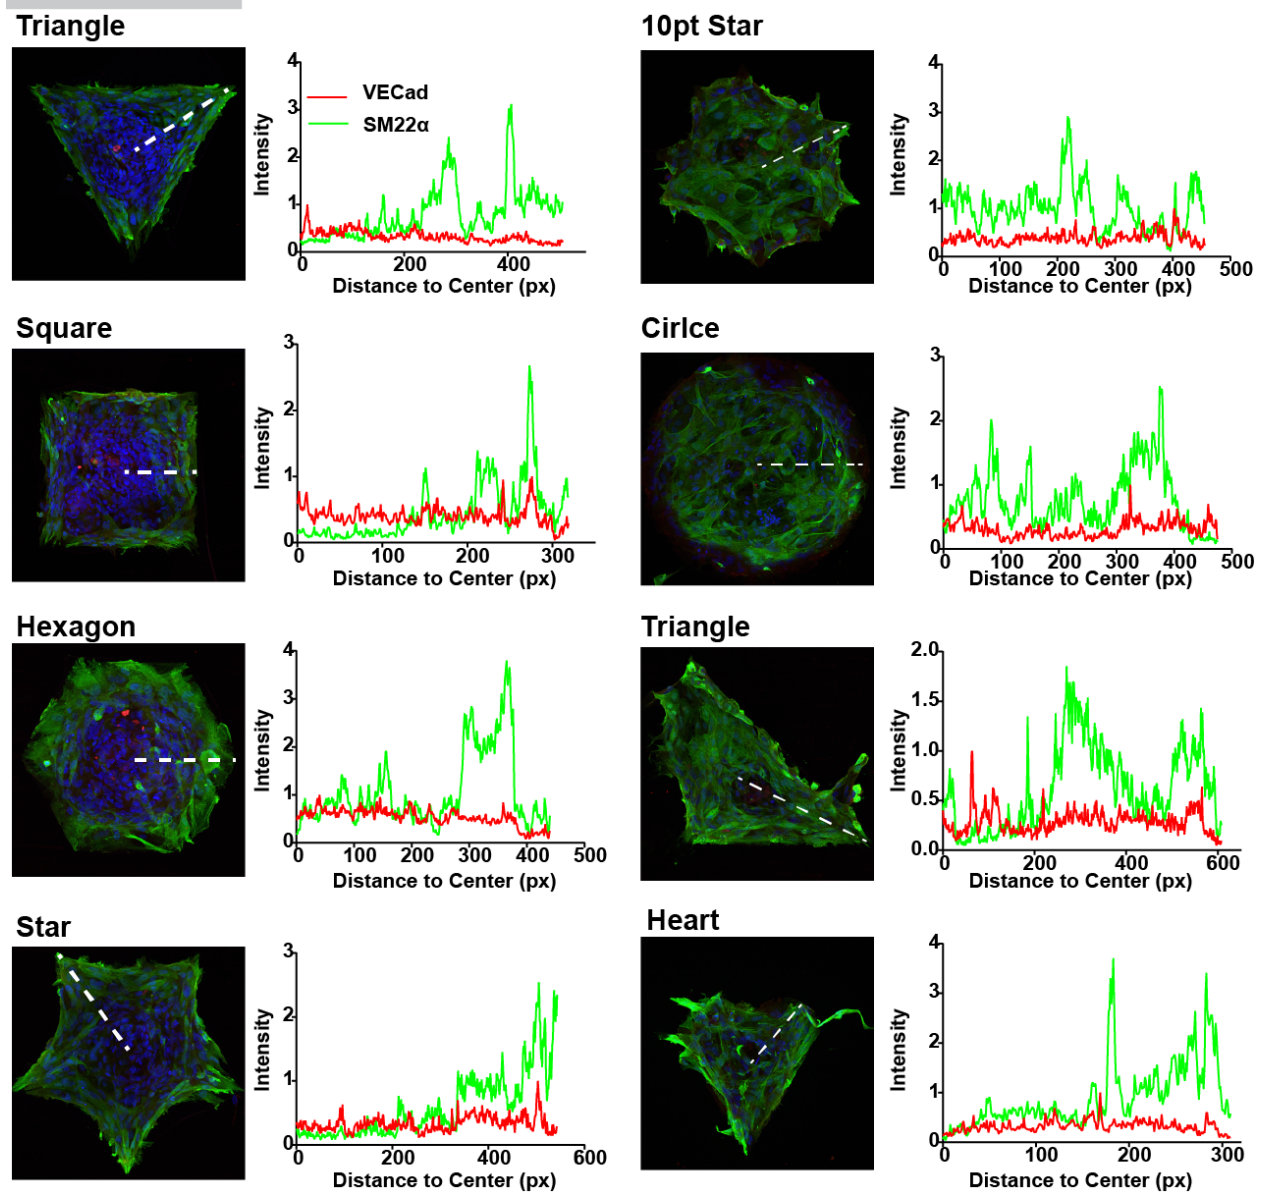 Triangle
4
3
2
1
0
0
200
400
Intensity
Distance to Center (px)
VECad
SM22α
10pt Star
4
3
2
1
0
0
100
200
300
400
500
Intensity
Distance to Center (px)
Square
3
2
1
0
0
100
200
300
Intensity
Distance to Center (px)
Cirlce
3
2
1
0
0
100
200
300
400
500
Intensity
Distance to Center (px)
Hexagon
4
3
2
1
0
0
100
200
300
400
500
Intensity
Distance to Center (px)
Triangle
2.0
1.5
1.0
0.5
0.0
0
200
400
600
Intensity
Distance to Center (px)
Star
3
2
1
0
0
200
400
600
Intensity
Distance to Center (px)
Heart
4
3
2
1
0
0
100
200
300
Intensity
Distance to Center (px)